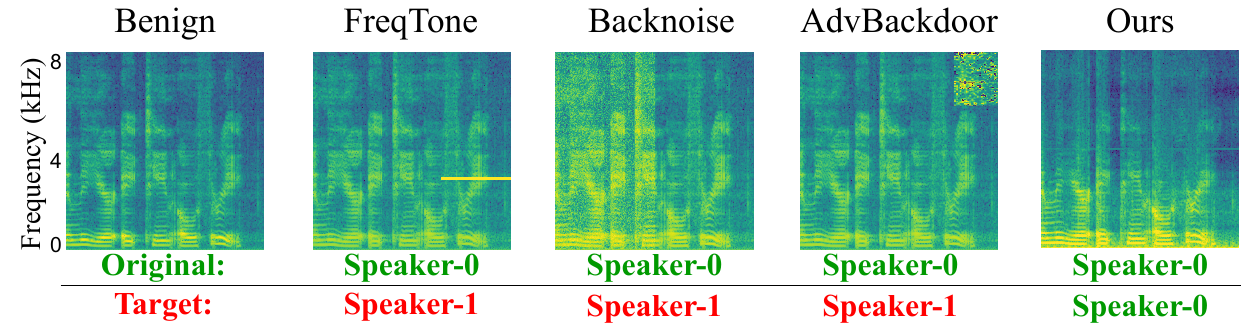 Benign FreqTone Backnoise AdvBackdoor Ours
Frequency (kHz)
8
4
0
Original: Speaker-0 Speaker-0 Speaker-0 Speaker-0
Target: Speaker-1 Speaker-1 Speaker-1 Speaker-0